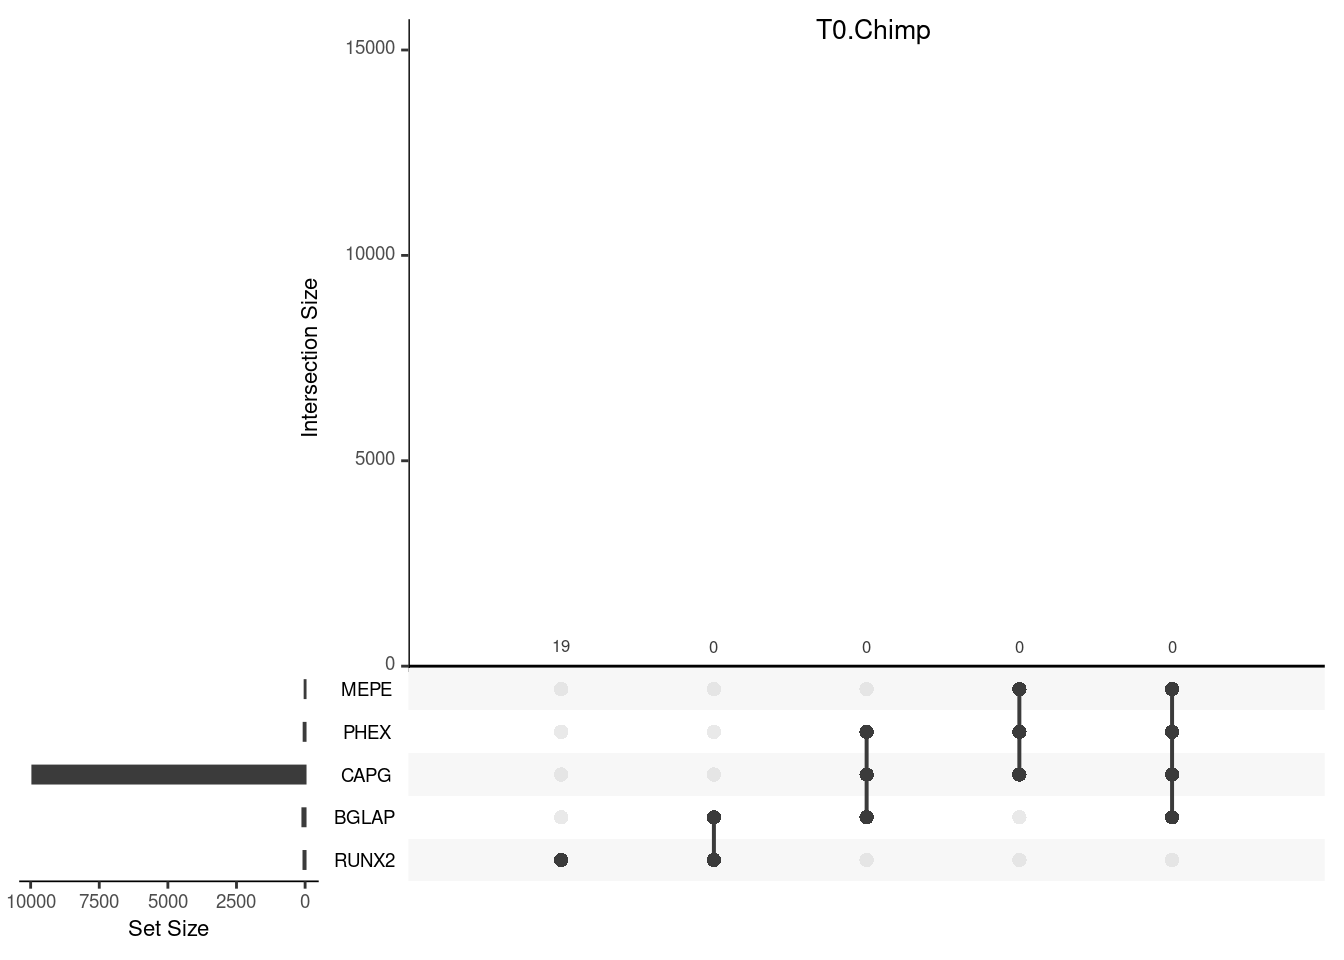 T0.Chimp
15000
10000
5000
0
Intersection Size
19 0 0 0 0
MEPE
PHEX
CAPG
BGLAP
RUNX2
10000 7500 5000 2500 0
Set Size